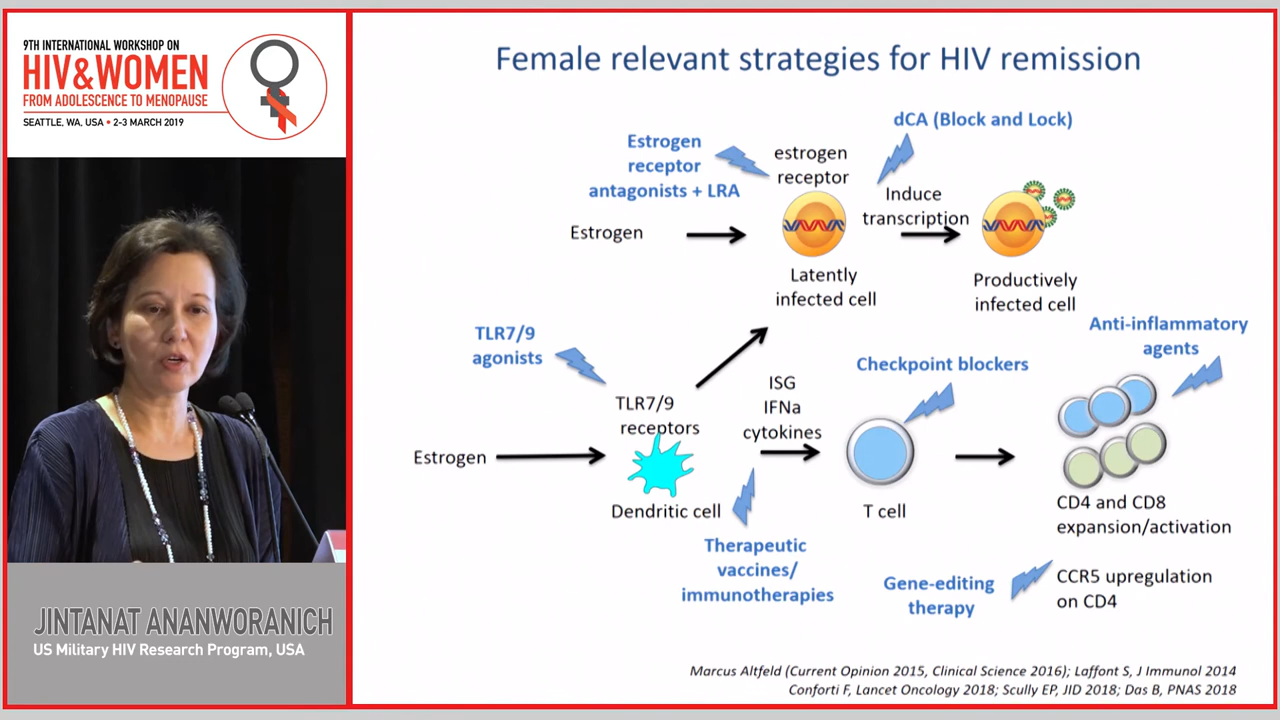 9TH INTERNATIONAL WORKSHOP ON
HIV&WOMEN
FROM ADOLESCENCE TO MENOPAUSE
SEATTLE, WA, USA • 2-3 MARCH 2019
JINTANAT ANANWORANICH
US Military HIV Research Program, USA
Female relevant strategies for HIV remission
dCA (Block and Lock)
Estrogen
receptor
antagonists + LRA
estrogen
receptor
Induce
transcription
Estrogen
Latently
infected cell
Productively
infected cell
TLR7/9
agonists
Anti-inflammatory
agents
Checkpoint blockers
TLR7/9
receptors
ISG
IFNa
cytokines
Estrogen
Dendritic cell
T cell
CD4 and CD8
expansion/activation
Therapeutic
vaccines/
immunotherapies
Gene-editing
therapy
CCR5 upregulation
on CD4
Marcus Altfeld (Current Opinion 2015, Clinical Science 2016); Laffont S, J Immunol 2014
Conforti F, Lancet Oncology 2018; Scully EP, JID 2018; Das B, PNAS 2018